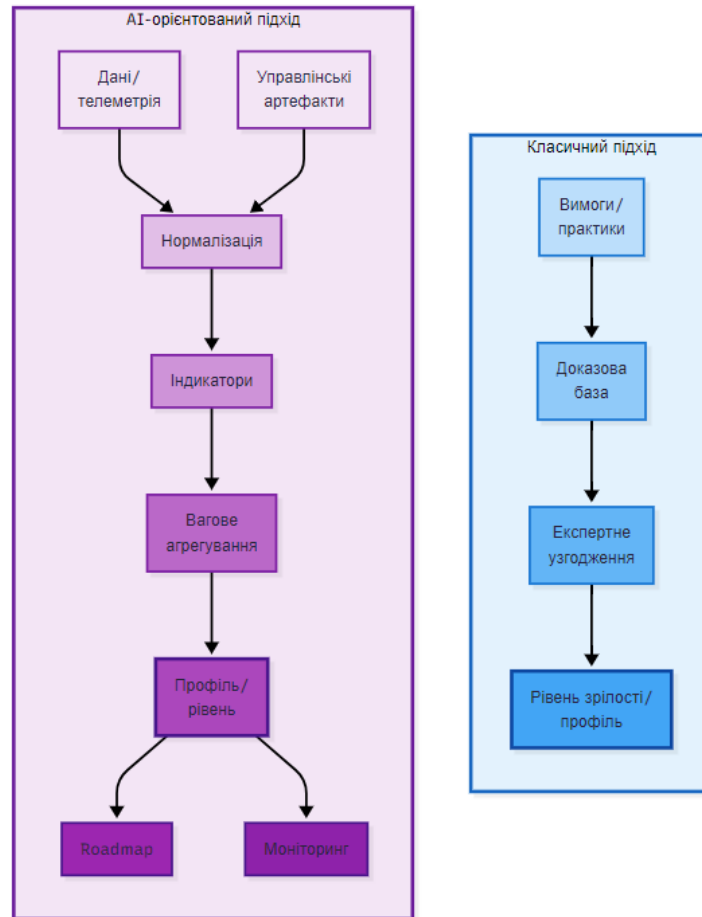 AI-орієнтований підхід
Дані/
телеметрія
Управлінські
артефакти
Нормалізація
Індикатори
Вагове
агрегування
Профіль/
рівень
Roadmap
Моніторинг
Класичний підхід
Вимоги/
практики
Доказова
база
Експертне
узгодження
Рівень зрілості/
профіль